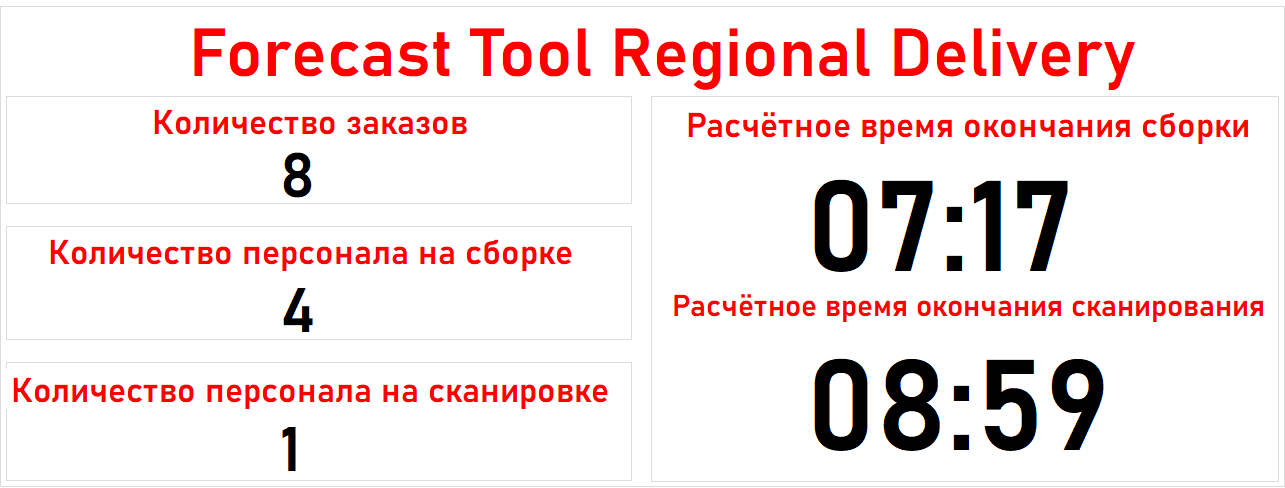 Forecast Tool Regional Delivery
Количество заказов
8
Количество персонала на сборке
4
Количество персонала на сканировке
1
Расчётное время окончания сборки
07:17
Расчётное время окончания сканирования
08:59